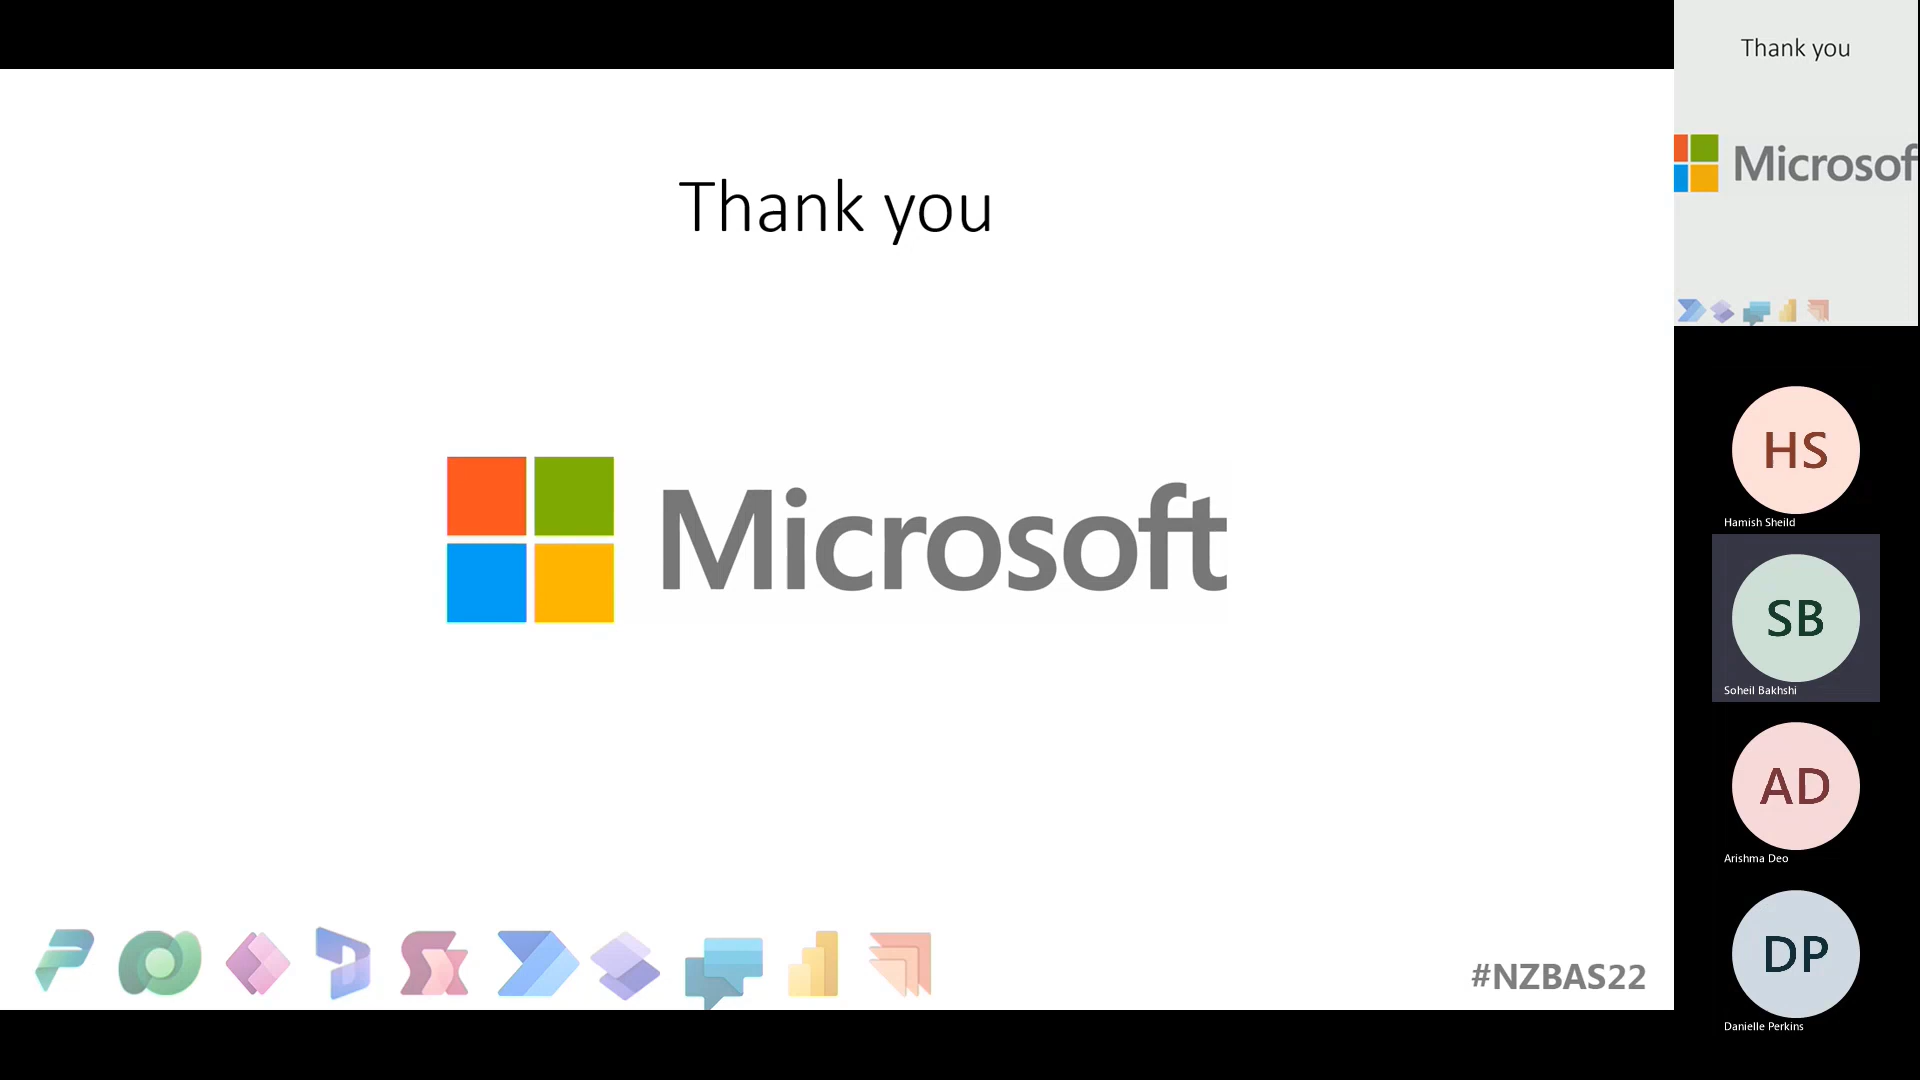 Thank you
Microsoft
#NZBAS22
Thank you
Microsof
HS
Hamish Sheild
SB
Soheil Bakhshi
AD
Arishma Deo
DP
Danielle Perkins